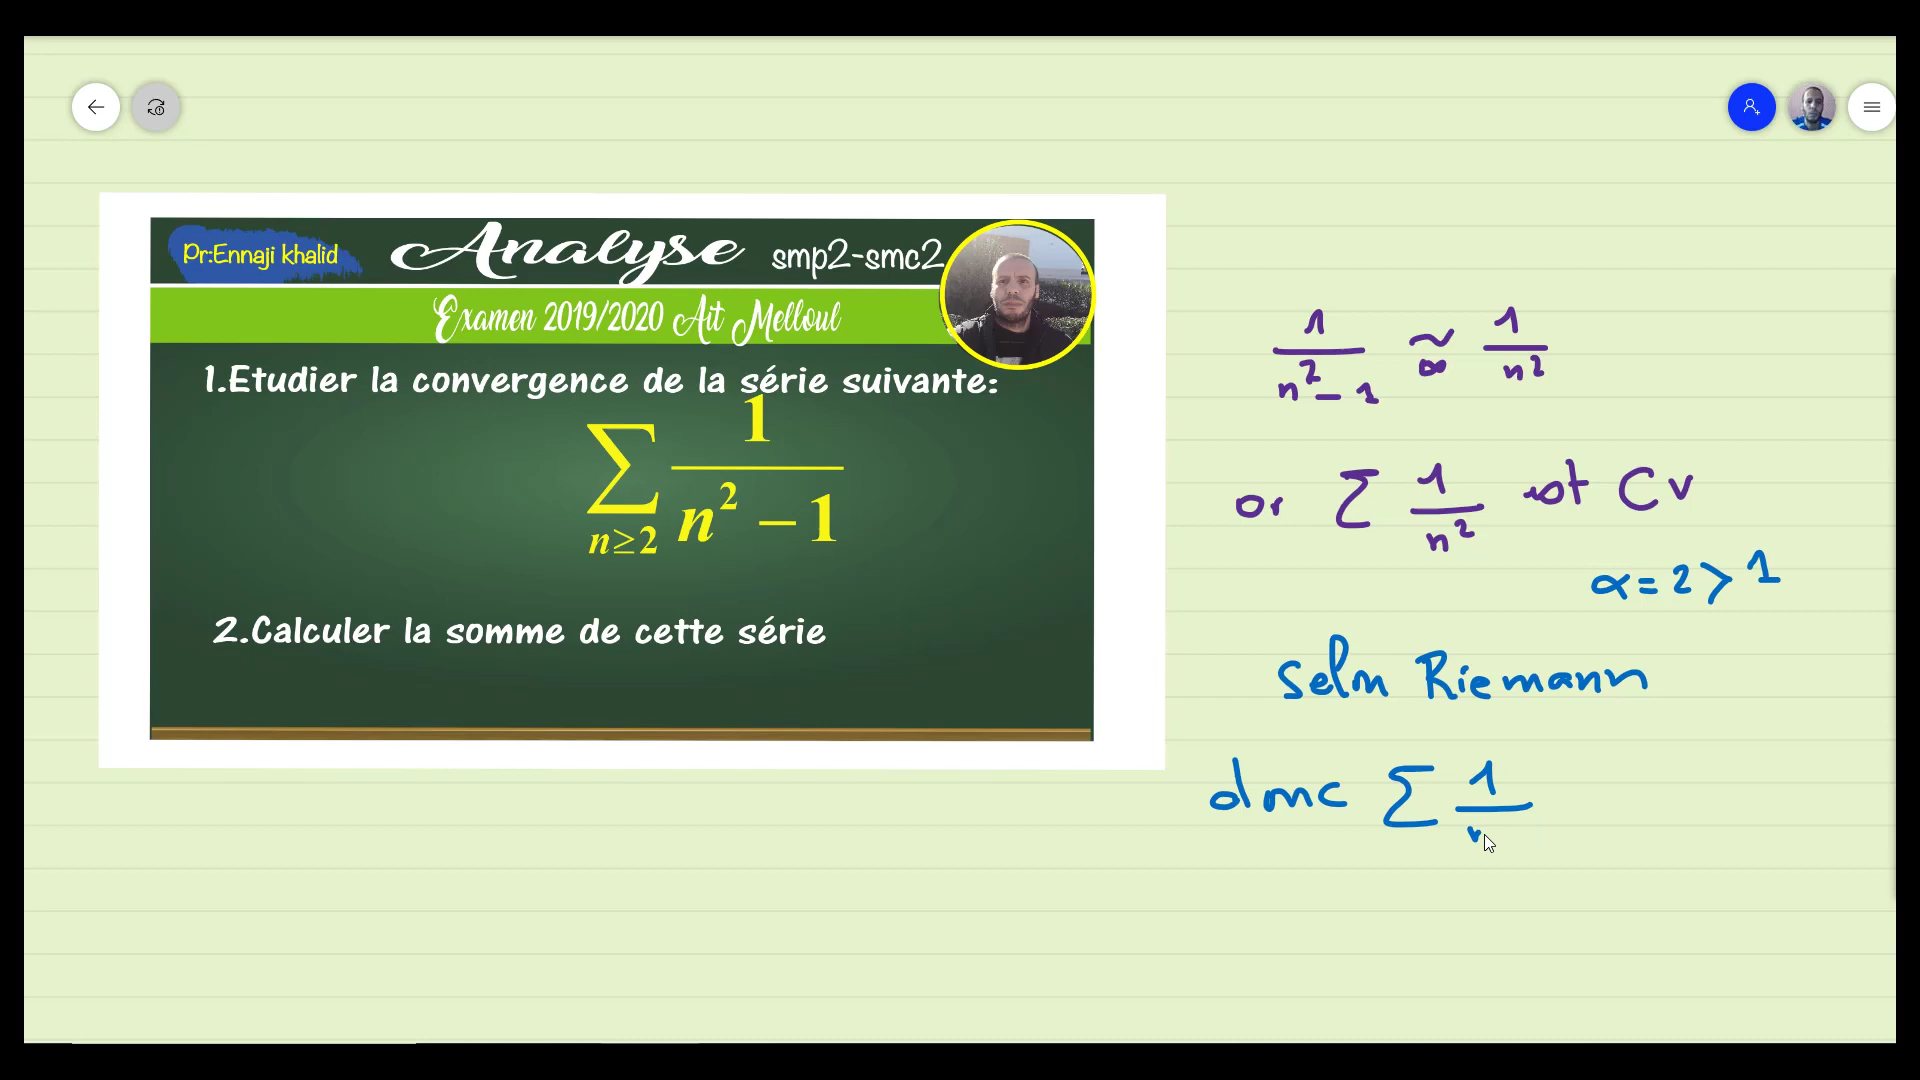 Pr:Ennaji khalid
Analyse
smp2-smc2
Examen 2019/2020 Ait Melloul
1.Etudier la convergence de la série suivante:
∑ n≥2 1/(n² – 1)
2.Calculer la somme de cette série
1/(n² – 1) ~∞ 1/n²
or ∑ 1/n² est Cv
α = 2 > 1
Selon Riemann
donc ∑ 1/